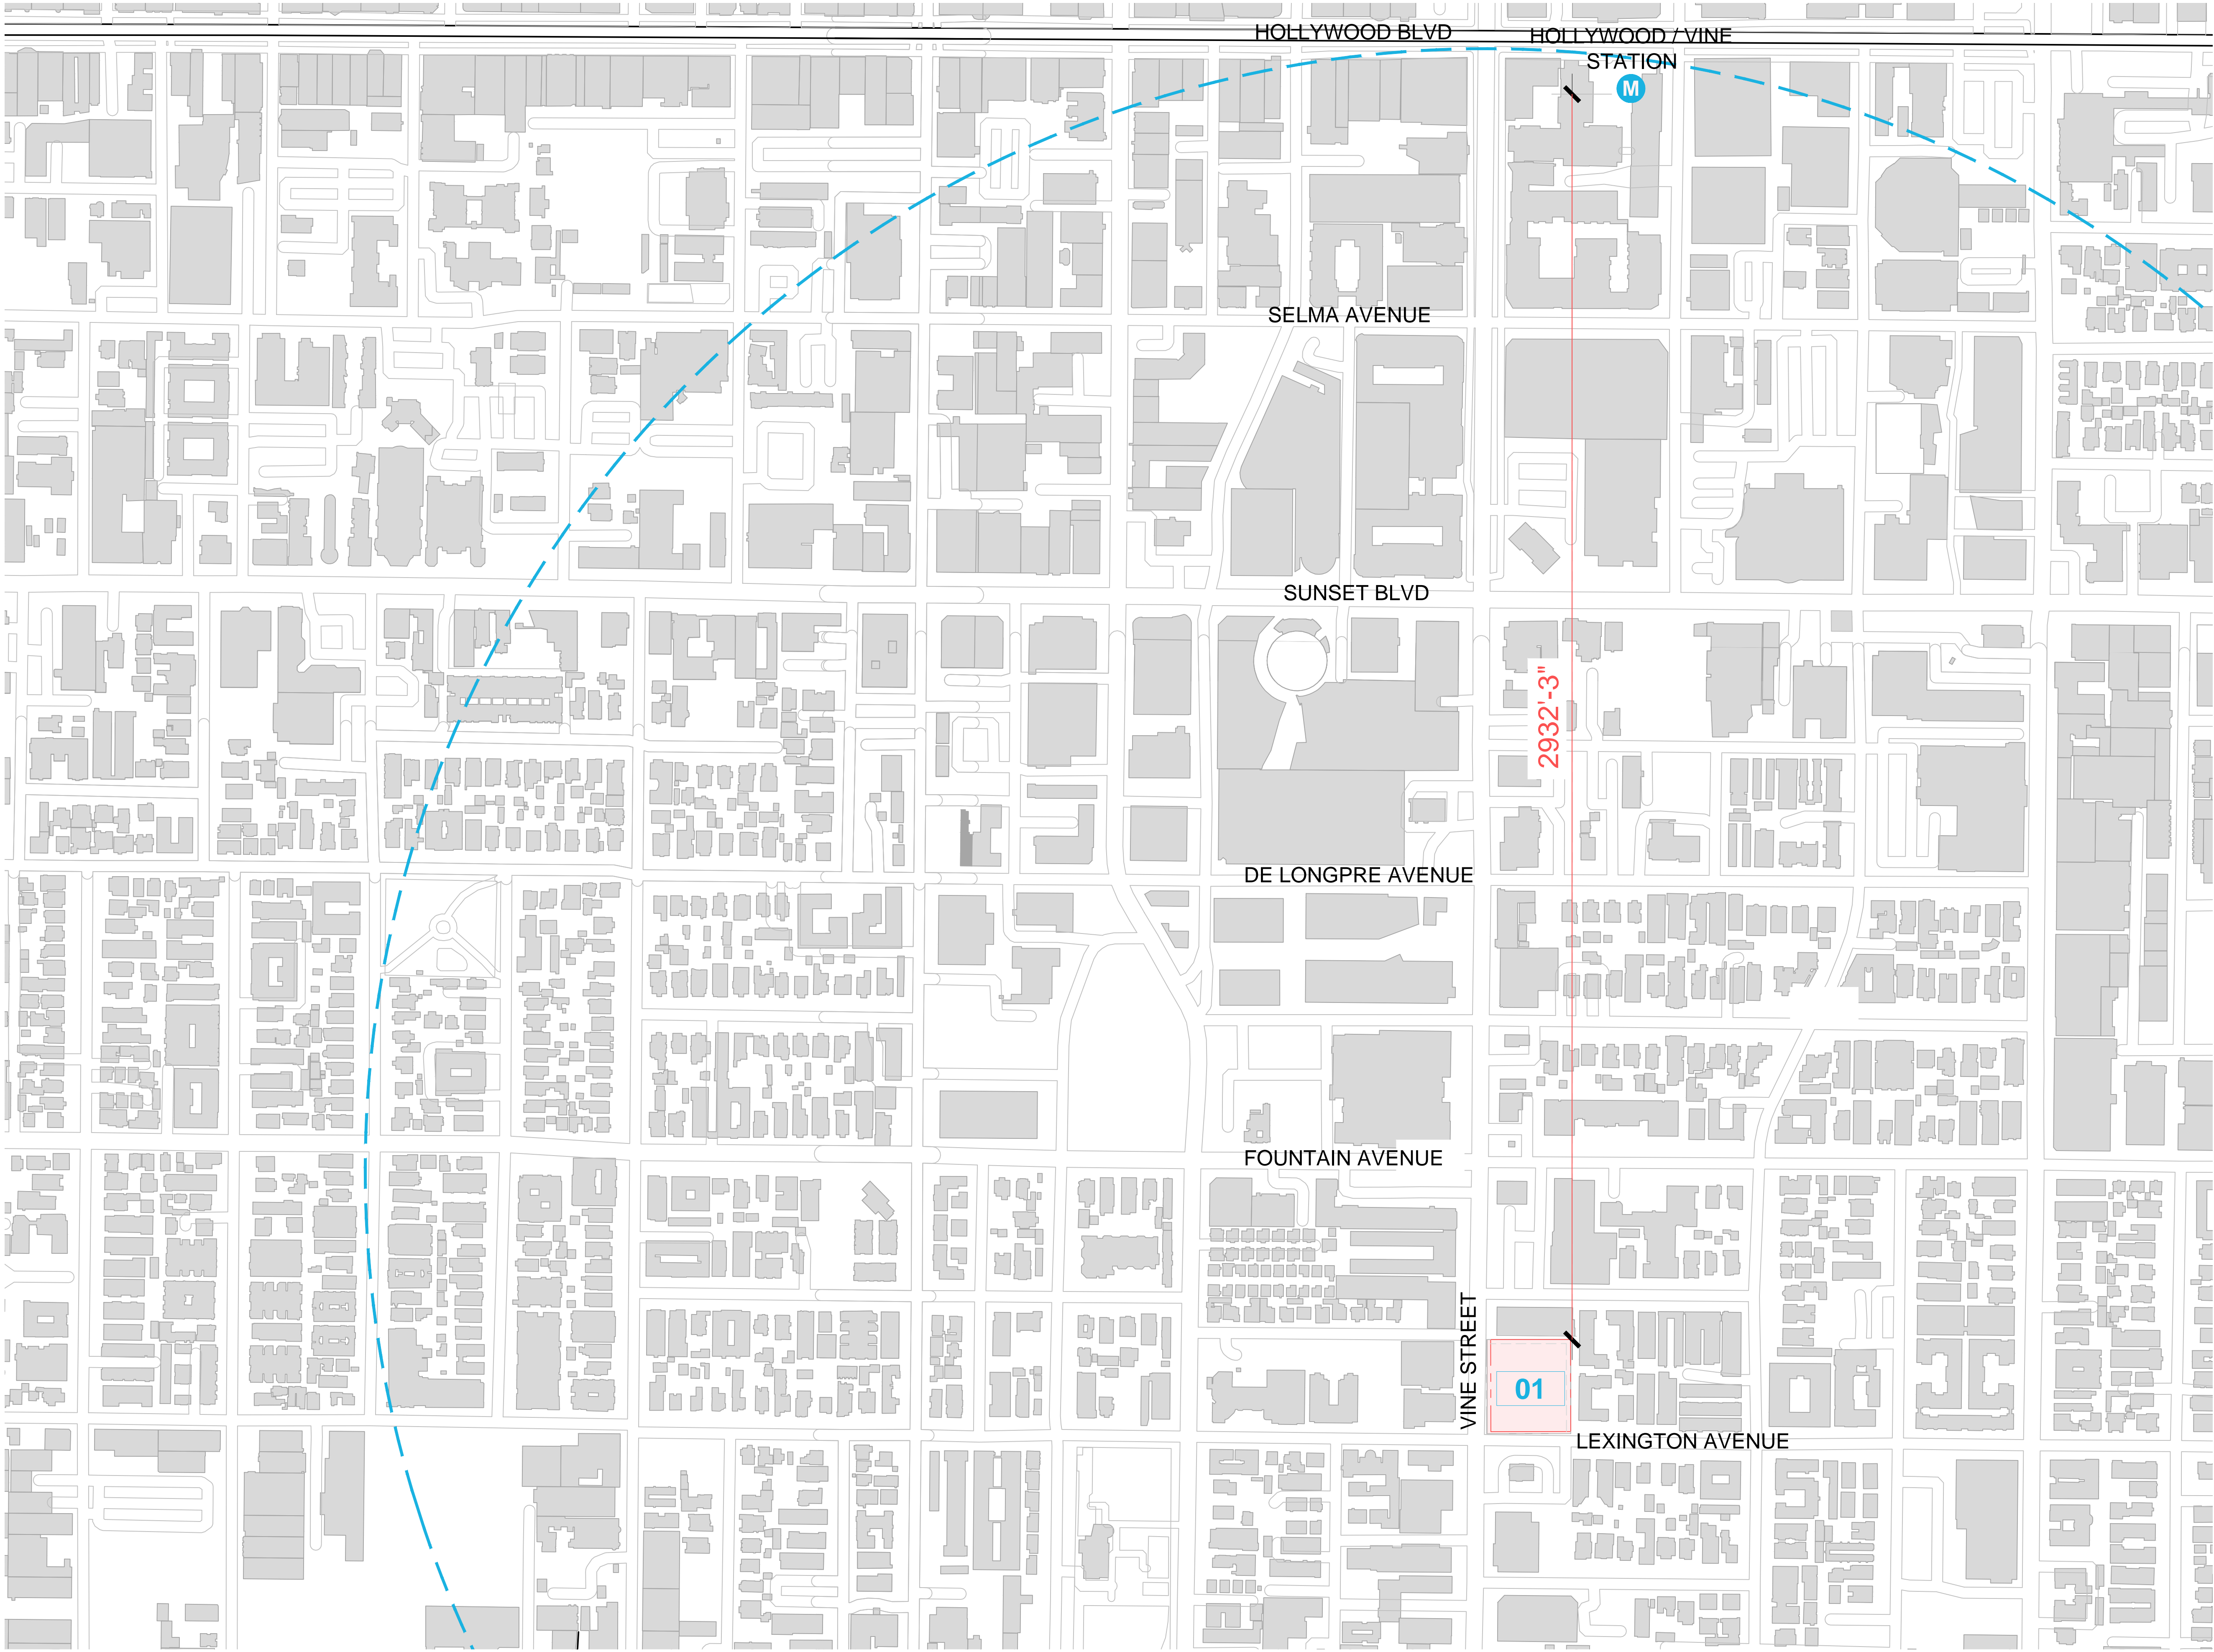 HOLLYWOOD BLVD
HOLLYWOOD / VINE
STATION
M
SELMA AVENUE
SUNSET BLVD
2932'-3"
DE LONGPRE AVENUE
FOUNTAIN AVENUE
VINE STREET
01
LEXINGTON AVENUE